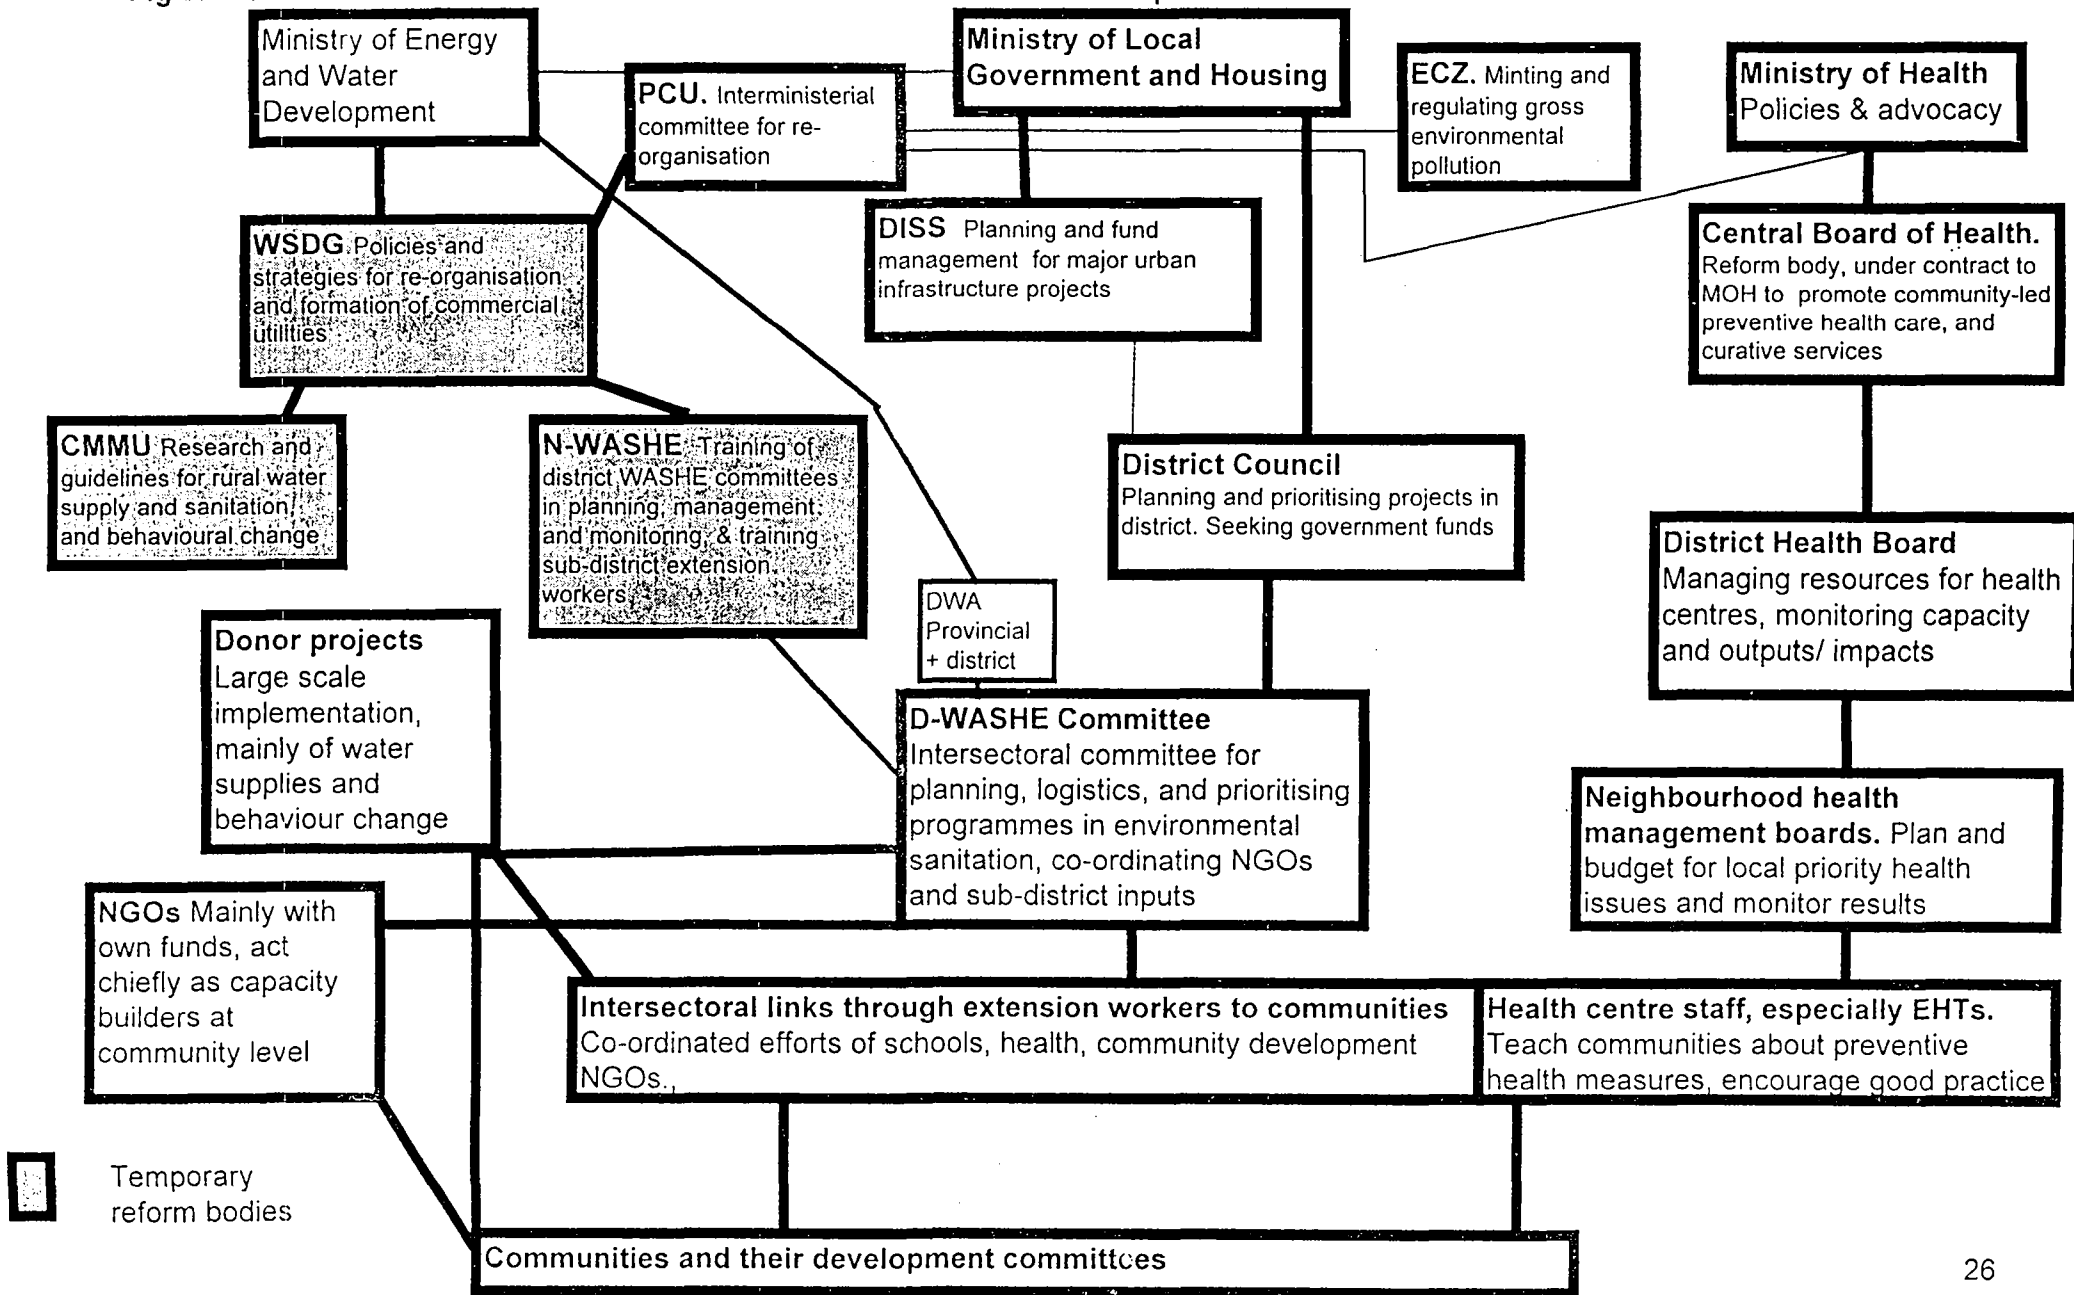 Ministry of Energy
and Water
Development
PCU. Interministerial
committee for re-
organisation
Ministry of Local
Government and Housing
ECZ. Minting and
regulating gross
environmental
pollution
Ministry of Health
Policies & advocacy
WSDG Policies and
strategies for re-organisation
and formation of commercial
utilities
DISS Planning and fund
management for major urban
infrastructure projects
Central Board of Health.
Reform body, under contract to
MOH to promote community-led
preventive health care, and
curative services
CMMU Research and
guidelines for rural water
supply and sanitation,
and behavioural change
N-WASHE Training of
district WASHE committees
in planning, management
and monitoring, & training
sub-district extension
workers
District Council
Planning and prioritising projects in
district. Seeking government funds
District Health Board
Managing resources for health
centres, monitoring capacity
and outputs/ impacts
DWA
Provincial
+ district
Donor projects
Large scale
implementation,
mainly of water
supplies and
behaviour change
D-WASHE Committee
Intersectoral committee for
planning, logistics, and prioritising
programmes in environmental
sanitation, co-ordinating NGOs
and sub-district inputs
Neighbourhood health
management boards. Plan and
budget for local priority health
issues and monitor results
NGOs Mainly with
own funds, act
chiefly as capacity
builders at
community level
Intersectoral links through extension workers to communities
Co-ordinated efforts of schools, health, community development
NGOs.,
Health centre staff, especially EHTs.
Teach communities about preventive
health measures, encourage good practice
Temporary
reform bodies
Communities and their development committees
26